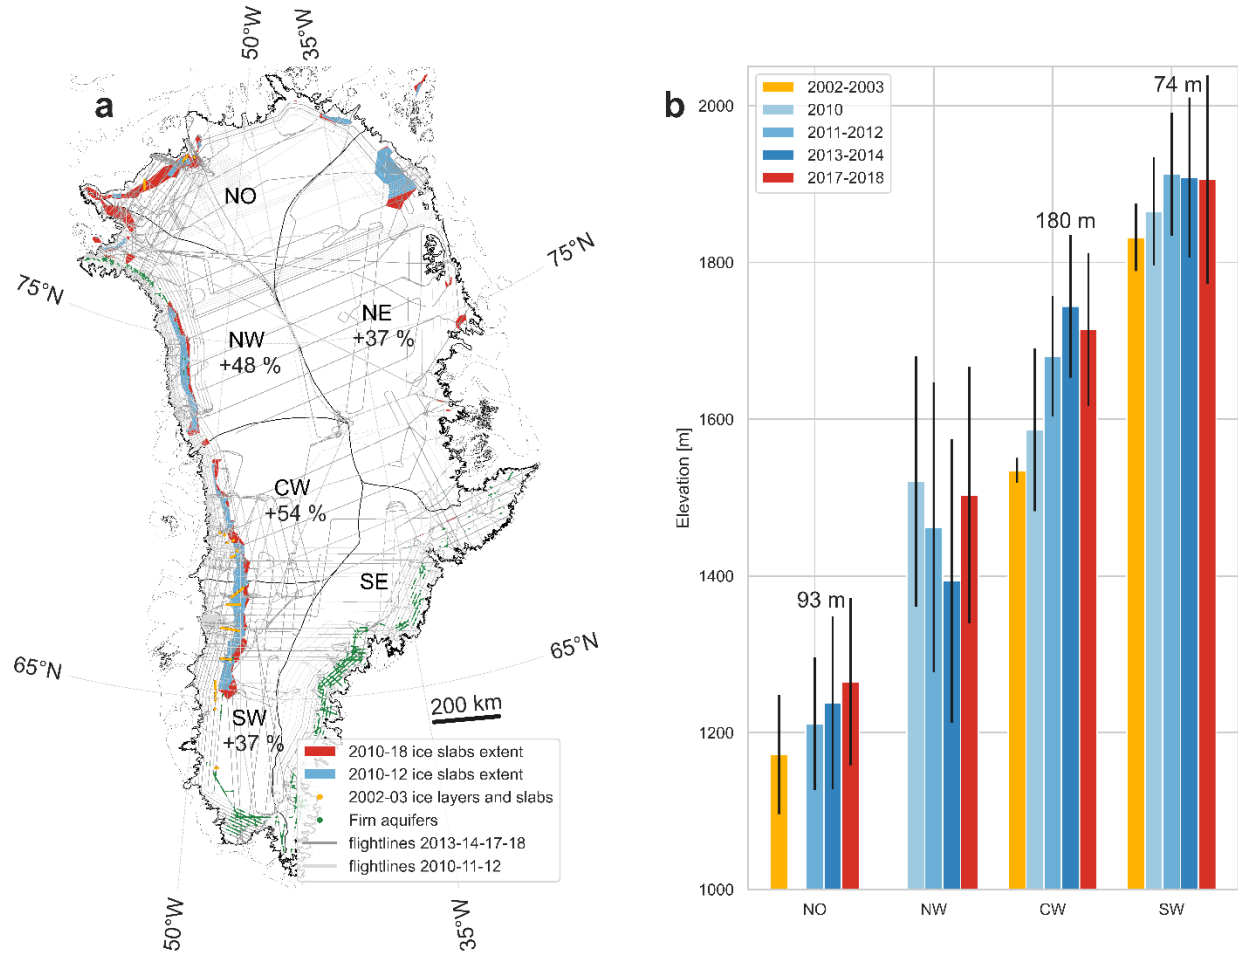 50°W
35°W
a
NO
75°N
75°N
NE
+37 %
NW
+48 %
CW
+54 %
SE
65°N
65°N
200 km
SW
+37 %
2010-18 ice slabs extent
2010-12 ice slabs extent
2002-03 ice layers and slabs
Firn aquifers
flightlines 2013-14-17-18
flightlines 2010-11-12
50°W
35°W
b
2002-2003
2010
2011-2012
2013-2014
2017-2018
74 m
180 m
93 m
Elevation [m]
2000
1800
1600
1400
1200
1000
NO
NW
CW
SW